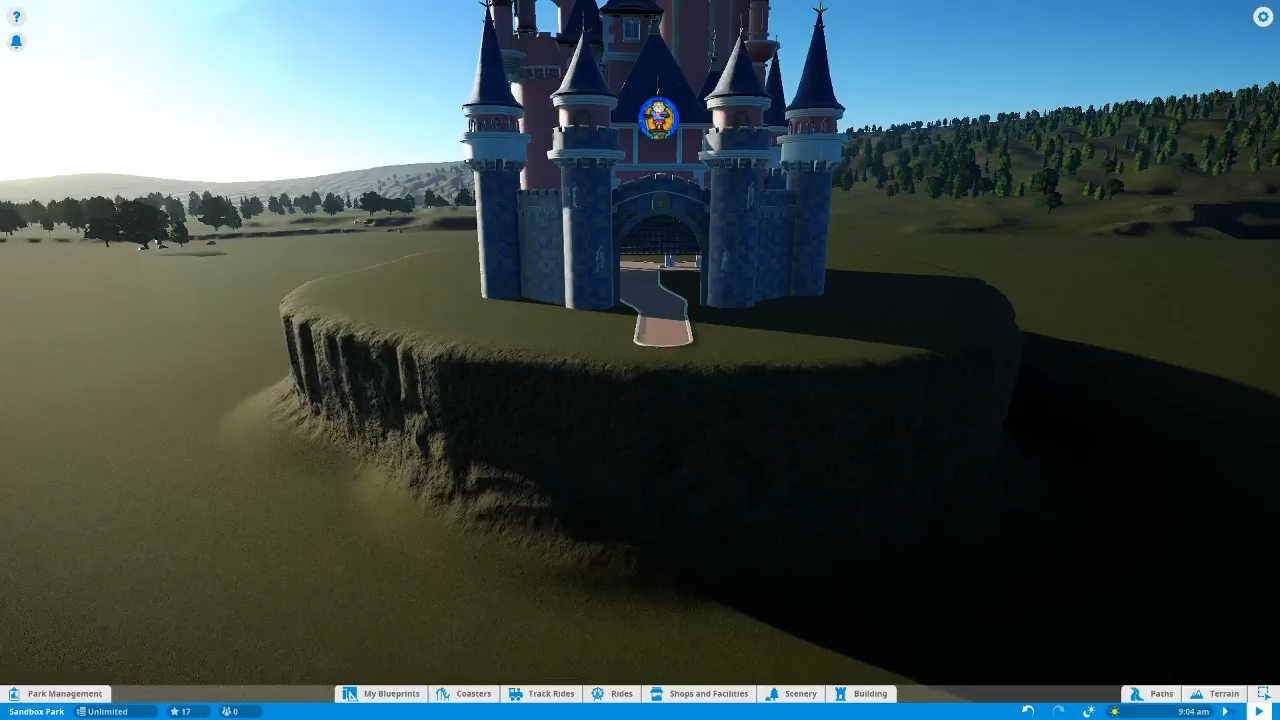 ?
Park Management
My Blueprints
Coasters
Track Rides
Rides
Shops and Facilities
Scenery
Building
Paths
Terrain
Sandbox Park
Unlimited
17
0
9:04 am